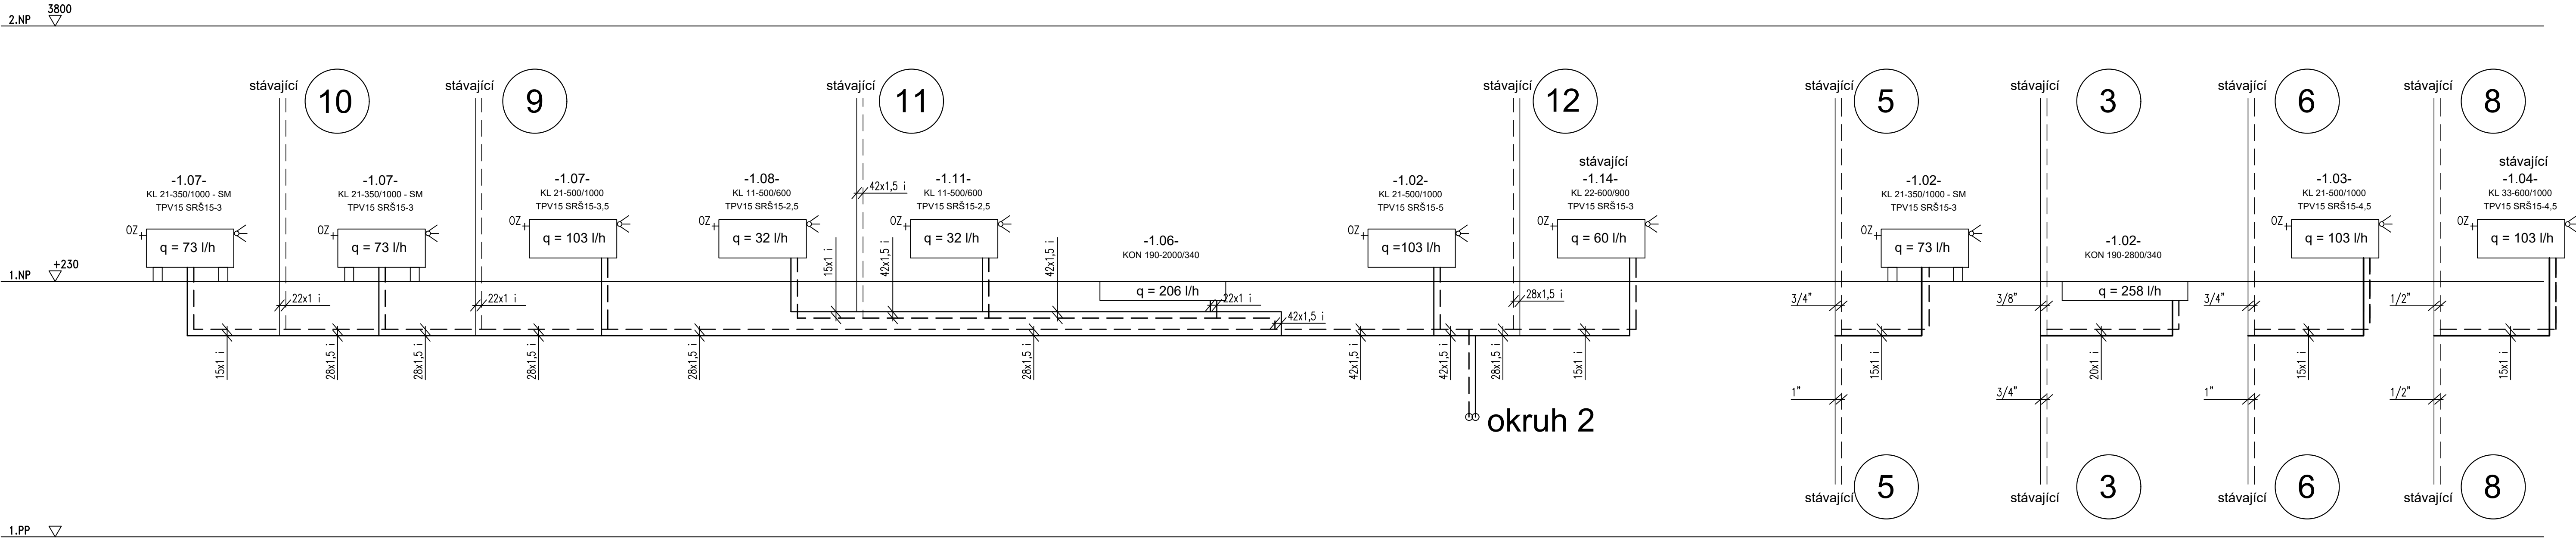 2.NP
3800
stávající
10
stávající
9
stávající
11
stávající
12
stávající
5
stávající
3
stávající
6
stávající
8
-1.07-
KL 21-350/1000 - SM
TPV15 SRŠ15-3
OZ
q = 73 l/h
-1.07-
KL 21-350/1000 - SM
TPV15 SRŠ15-3
OZ
q = 73 l/h
-1.07-
KL 21-500/1000
TPV15 SRŠ15-3,5
OZ
q = 103 l/h
-1.08-
KL 11-500/600
TPV15 SRŠ15-2,5
OZ
q = 32 l/h
42x1,5 i
-1.11-
KL 11-500/600
TPV15 SRŠ15-2,5
OZ
q = 32 l/h
-1.06-
KON 190-2000/340
q = 206 l/h
-1.02-
KL 21-500/1000
TPV15 SRŠ15-5
OZ
q =103 l/h
stávající
-1.14-
KL 22-600/900
TPV15 SRŠ15-3
OZ
q = 60 l/h
-1.02-
KL 21-350/1000 - SM
TPV15 SRŠ15-3
OZ
q = 73 l/h
-1.02-
KON 190-2800/340
q = 258 l/h
-1.03-
KL 21-500/1000
TPV15 SRŠ15-4,5
OZ
q = 103 l/h
stávající
-1.04-
KL 33-600/1000
TPV15 SRŠ15-4,5
OZ
q = 103 l/h
1.NP
+230
22x1 i
22x1 i
15x1 i
42x1,5 i
42x1,5 i
22x1 i
42x1,5 i
28x1,5 i
3/4"
3/8"
3/4"
1/2"
15x1 i
28x1,5 i
28x1,5 i
28x1,5 i
28x1,5 i
28x1,5 i
42x1,5 i
42x1,5 i
28x1,5 i
15x1 i
15x1 i
20x1 i
15x1 i
15x1 i
1"
3/4"
1"
1/2"
okruh 2
stávající
5
stávající
3
stávající
6
stávající
8
1.PP